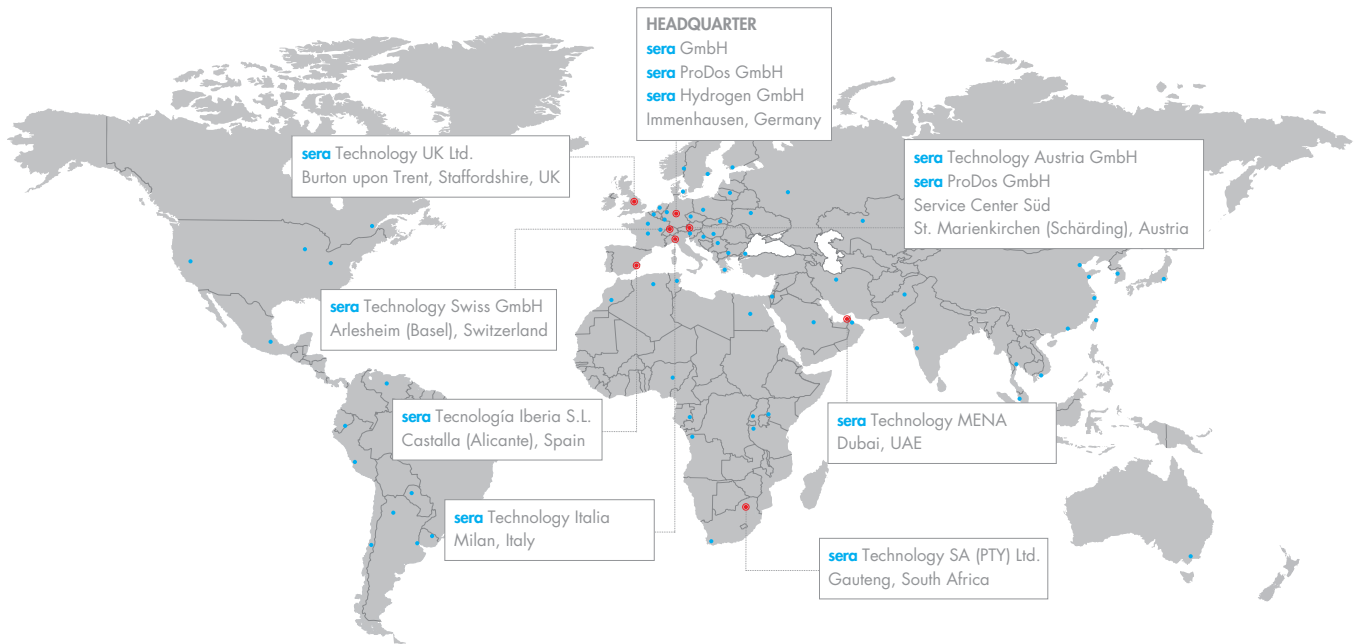 HEADQUARTER
sera GmbH
sera ProDos GmbH
sera Hydrogen GmbH
Immenhausen, Germany
sera Technology UK Ltd.
Burton upon Trent, Staffordshire, UK
sera Technology Austria GmbH
sera ProDos GmbH
Service Center Süd
St. Marienkirchen (Schärding), Austria
sera Technology Swiss GmbH
Arlesheim (Basel), Switzerland
sera Tecnología Iberia S.L.
Castalla (Alicante), Spain
sera Technology MENA
Dubai, UAE
sera Technology Italia
Milan, Italy
sera Technology SA (PTY) Ltd.
Gauteng, South Africa